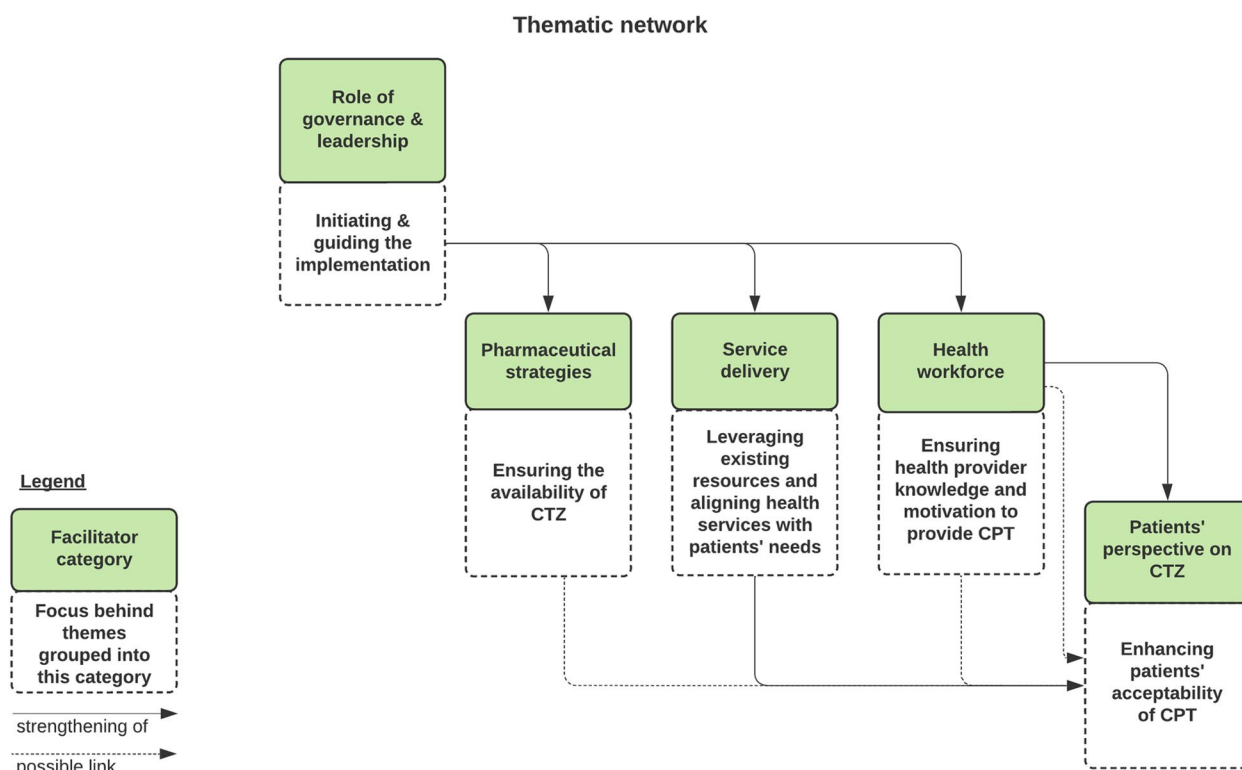 Thematic network
Role of
governance &
leadership
Initiating &
guiding the
implementation
Pharmaceutical
strategies
Ensuring the
availability of
CTZ
Service
delivery
Leveraging
existing
resources and
aligning health
services with
patients' needs
Health
workforce
Ensuring
health provider
knowledge and
motivation to
provide CPT
Patients'
perspective on
CTZ
Enhancing
patients'
acceptability
of CPT
Legend
Facilitator
category
Focus behind
themes
grouped into
this category
strengthening of
possible link